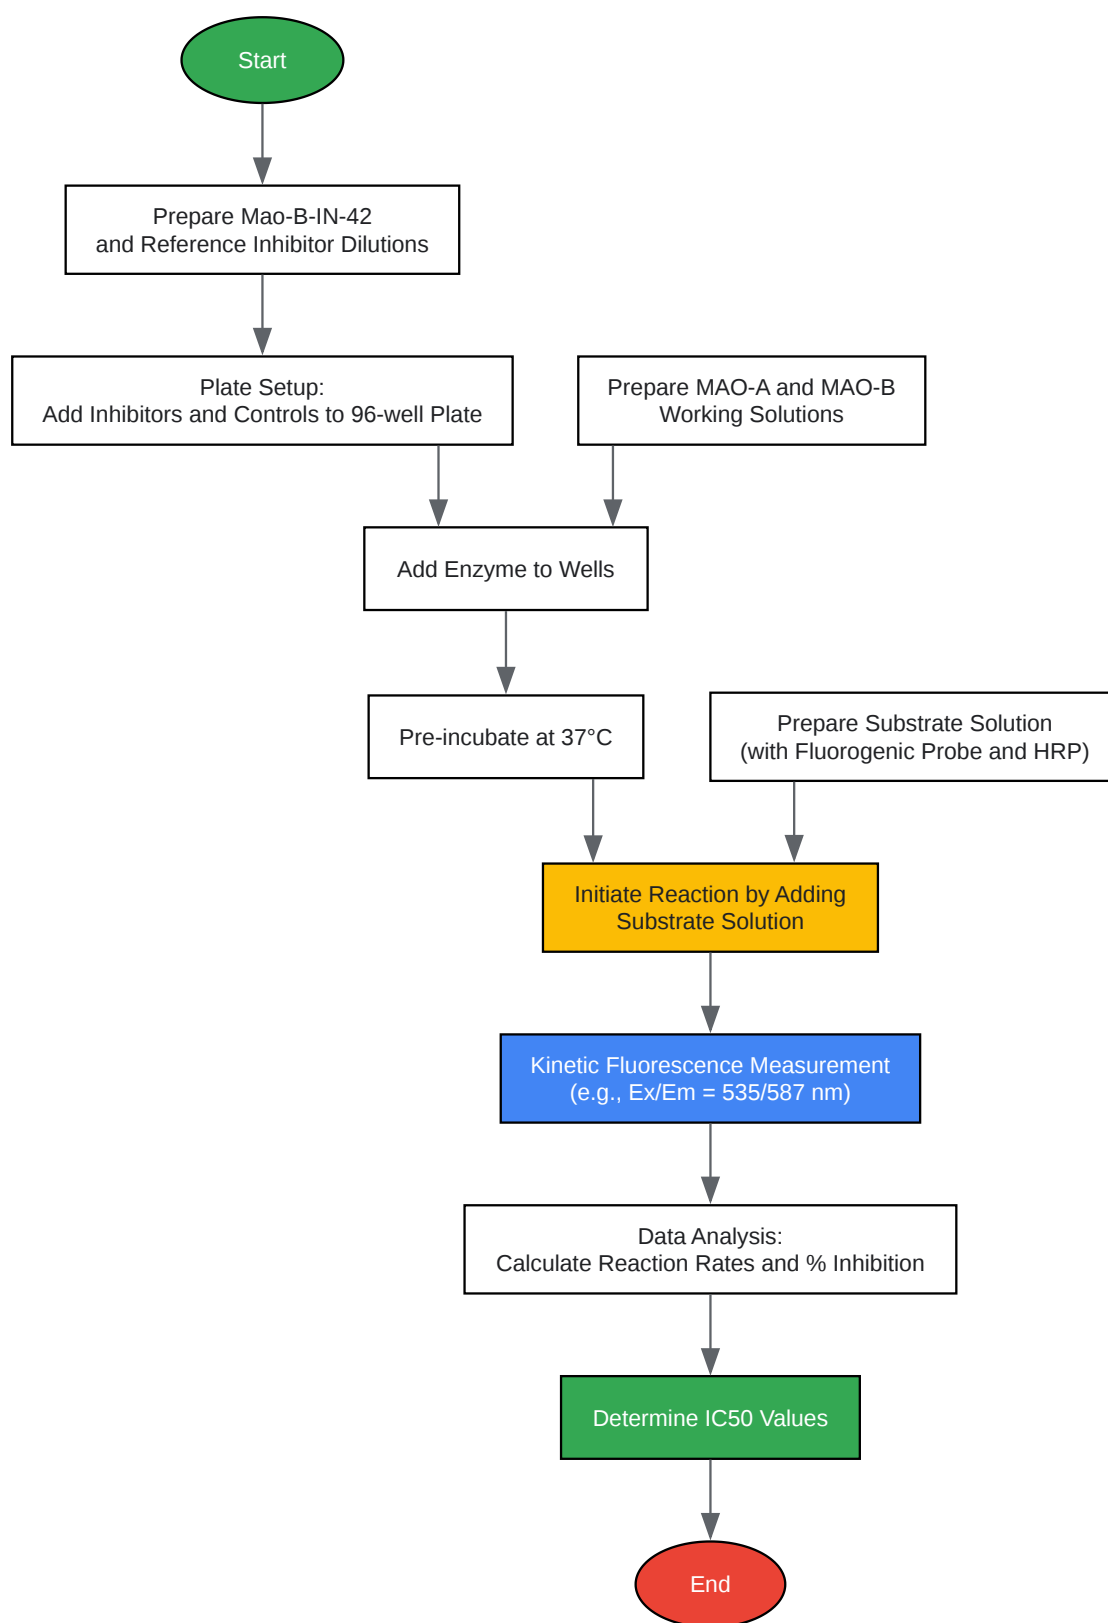 Start
Prepare Mao-B-IN-42
and Reference Inhibitor Dilutions
Plate Setup:
Add Inhibitors and Controls to 96-well Plate
Prepare MAO-A and MAO-B
Working Solutions
Add Enzyme to Wells
Pre-incubate at 37°C
Prepare Substrate Solution
(with Fluorogenic Probe and HRP)
Initiate Reaction by Adding
Substrate Solution
Kinetic Fluorescence Measurement
(e.g., Ex/Em = 535/587 nm)
Data Analysis:
Calculate Reaction Rates and % Inhibition
Determine IC50 Values
End